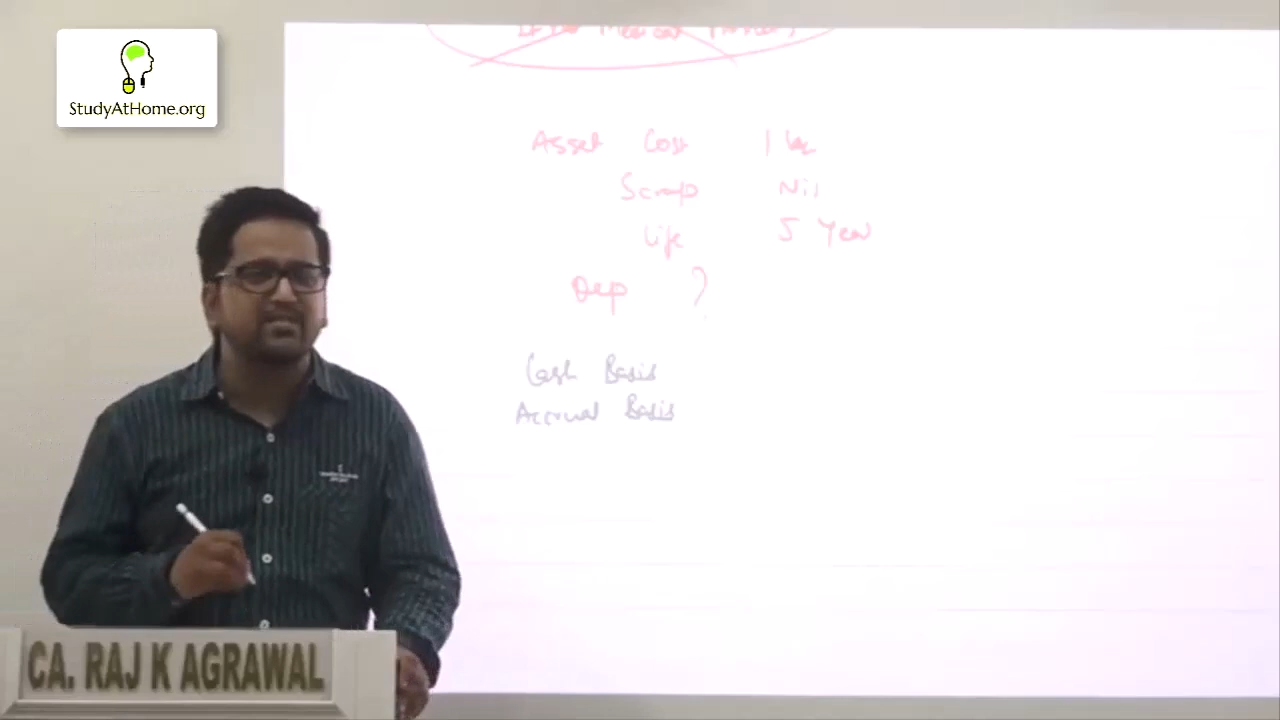 StudyAtHome.org
Medical
Asset Cost 1 lac
Scrap Nil
Life 5 Year
Dep ?
Cash Basis
Accrual Basis
CA. RAJ K AGRAWAL